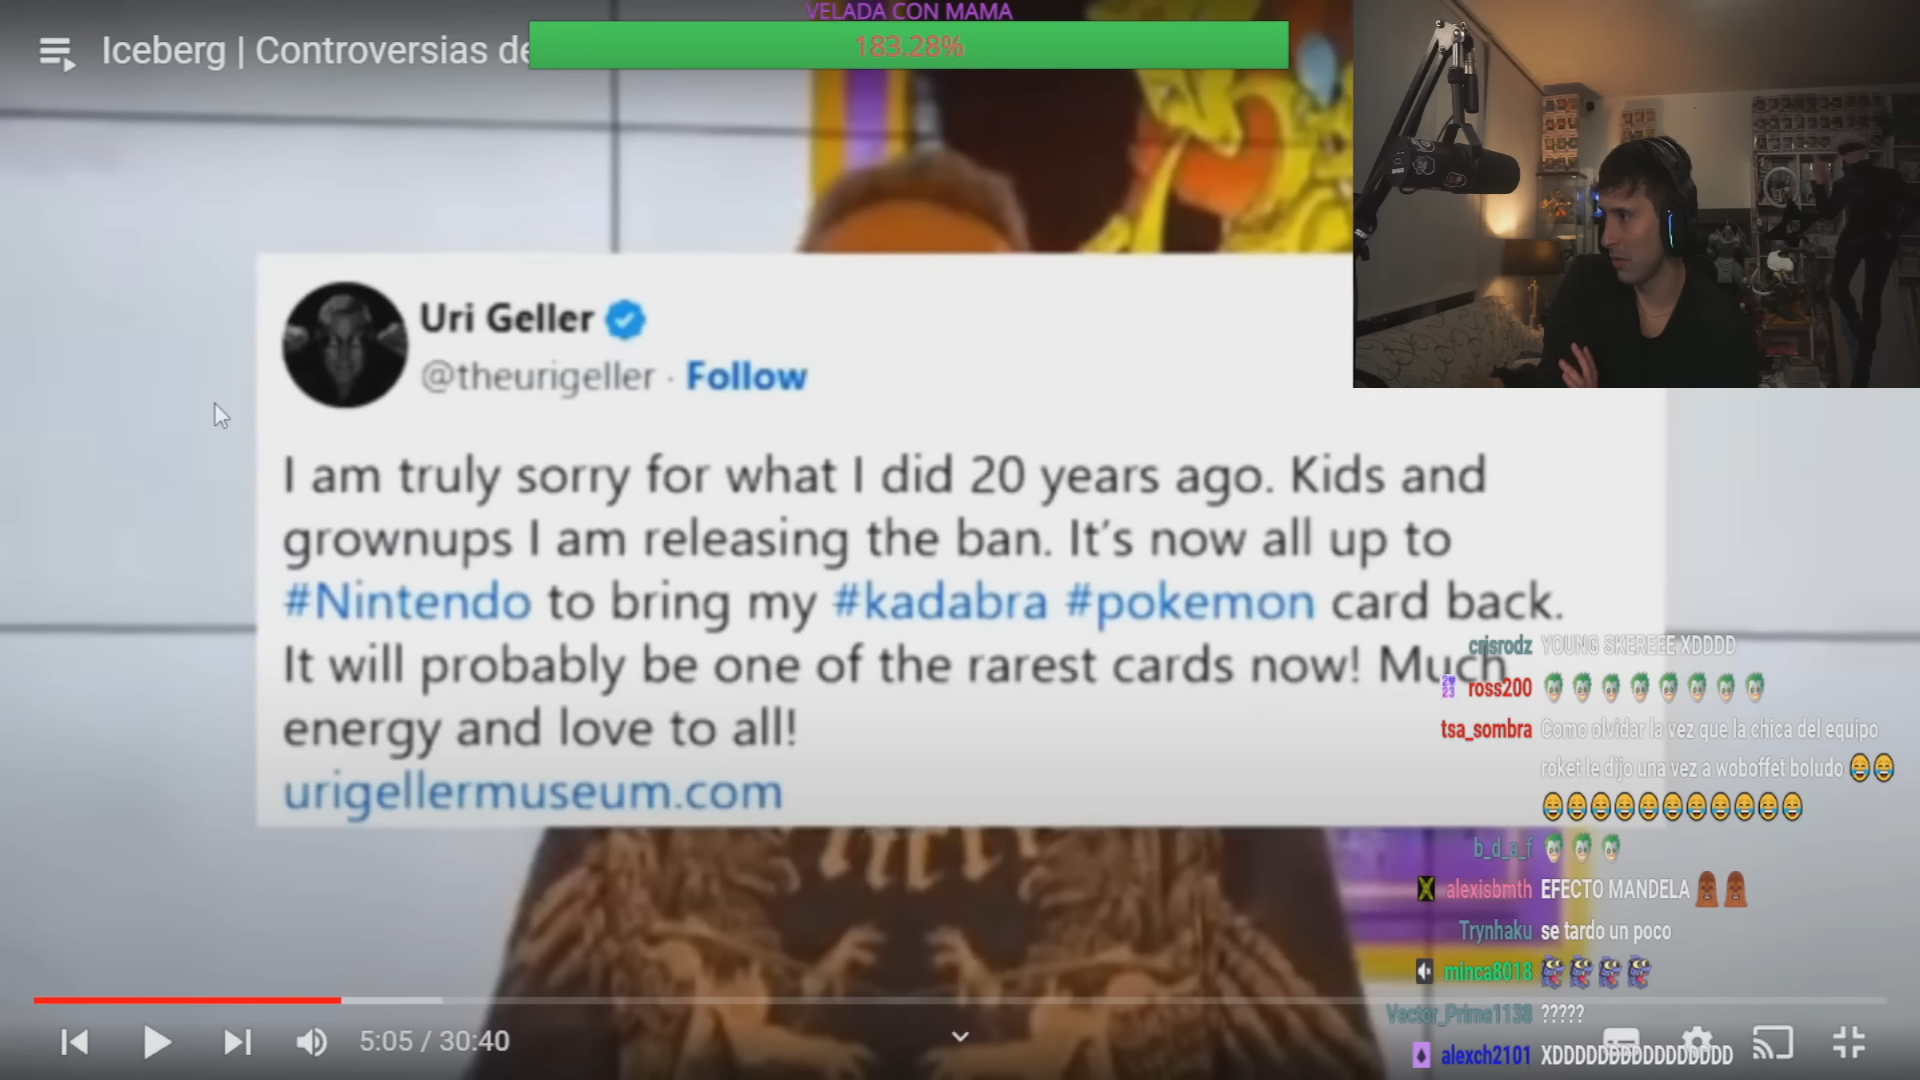 VELADA CON MAMA
183.28%
Iceberg | Controversias de
Uri Geller
@theurigeller · Follow
I am truly sorry for what I did 20 years ago. Kids and
grownups I am releasing the ban. It's now all up to
#Nintendo to bring my #kadabra #pokemon card back.
It will probably be one of the rarest cards now! Much
energy and love to all!
urigellermuseum.com
crisrodz YOUNG SKEREEE XDDDD
ross200
tsa_sombra Como olvidar la vez que la chica del equipo
roket le dijo una vez a woboffet boludo
b_d_a_f
alexisbmth EFECTO MANDELA
Trynhaku se tardo un poco
minca8018
Vector_Prime1138 ?????
alexch2101 XDDDDDDDDDDDDDDDDD
5:05 / 30:40